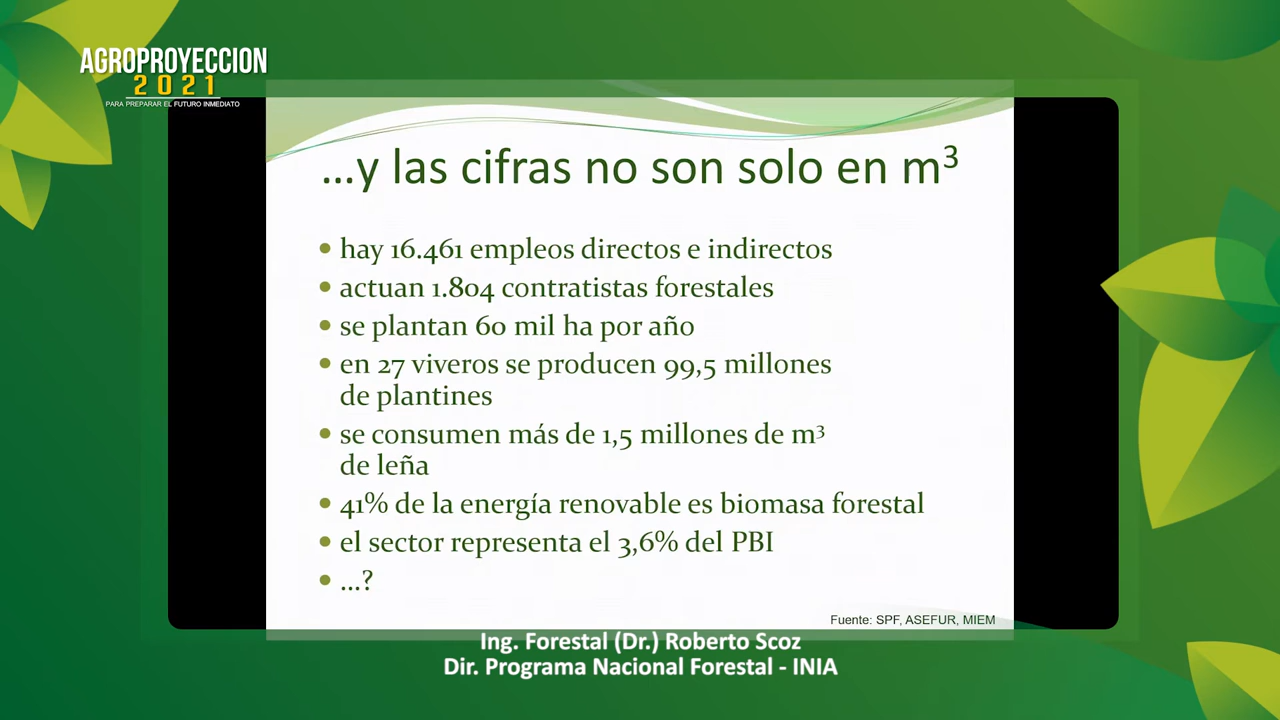 AGROPROYECCION
2021
PARA PREPARAR EL FUTURO INMEDIATO
...y las cifras no son solo en m³
• hay 16.461 empleos directos e indirectos
• actuan 1.804 contratistas forestales
• se plantan 60 mil ha por año
• en 27 viveros se producen 99,5 millones
de plantines
• se consumen más de 1,5 millones de m³
de leña
• 41% de la energía renovable es biomasa forestal
• el sector representa el 3,6% del PBI
• ...?
Fuente: SPF, ASEFUR, MIEM
Ing. Forestal (Dr.) Roberto Scoz
Dir. Programa Nacional Forestal - INIA